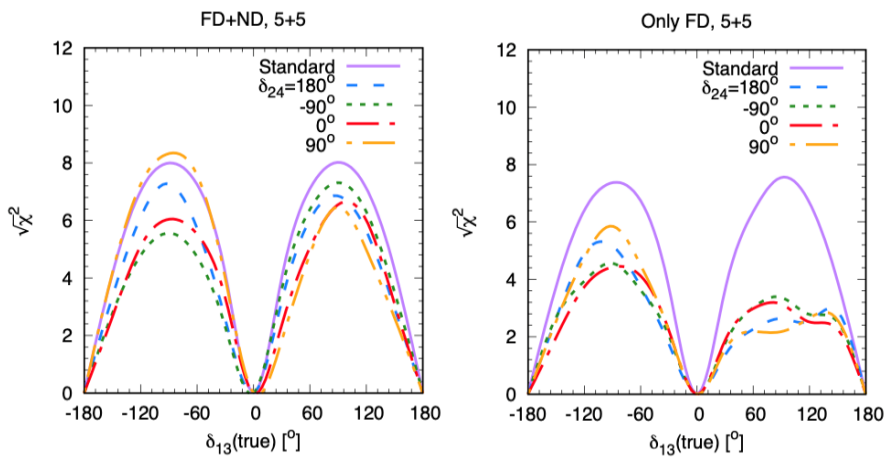 FD+ND, 5+5
12
10
8
6
4
2
0
√χ²
Standard
δ24=180°
-90°
0°
90°
-180 -120 -60 0 60 120 180
δ13(true) [°]
Only FD, 5+5
12
10
8
6
4
2
0
√χ²
Standard
δ24=180°
-90°
0°
90°
-180 -120 -60 0 60 120 180
δ13(true) [°]